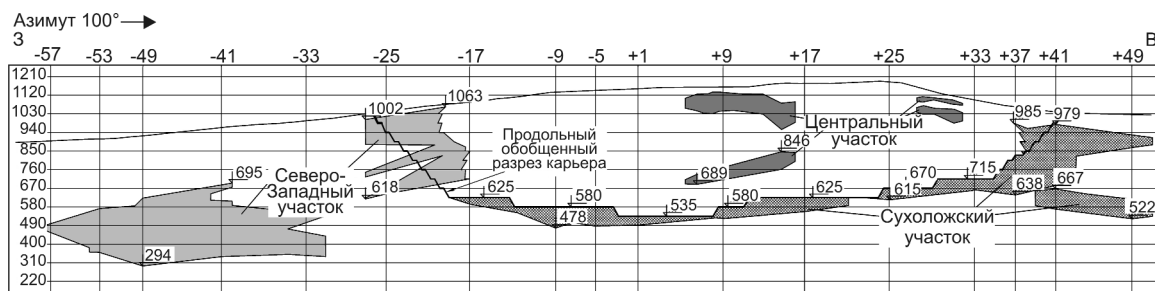 Азимут 100°
З
В
-57 -53 -49 -41 -33 -25 -17 -9 -5 +1 +9 +17 +25 +33 +37 +41 +49
1210
1120
1030
940
850
760
670
580
490
400
310
220
1002
1063
695
618
294
Северо-
Западный
участок
Продольный
обобщенный
разрез карьера
625
580
478
535
580
625
689
846
Центральный
участок
615
670
715
985
979
638
667
522
Сухоложский
участок